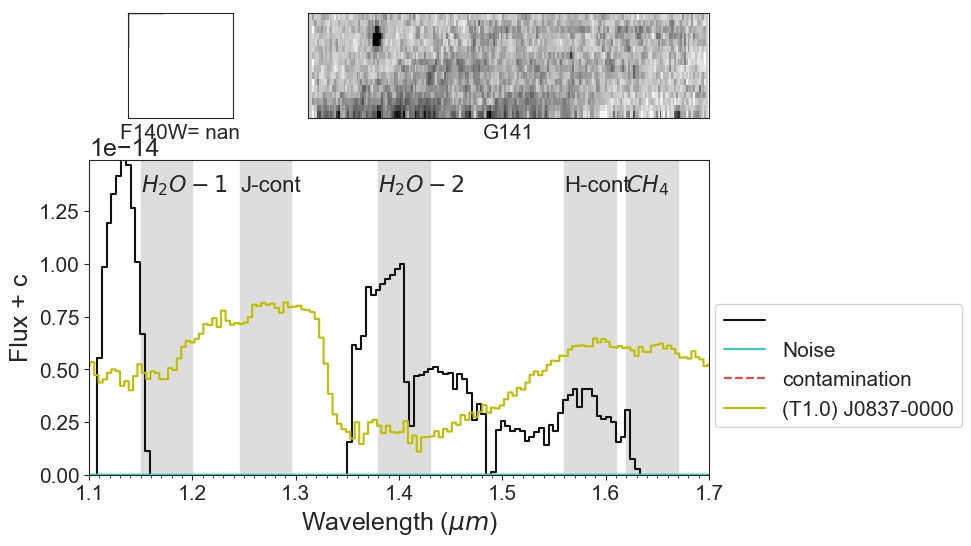 F140W= nan
G141
1e−14
H₂O − 1
J-cont
H₂O − 2
H-cont
CH₄
1.25
1.00
0.75
0.50
0.25
0.00
Flux + c
1.1
1.2
1.3
1.4
1.5
1.6
1.7
Wavelength (μm)
Noise
contamination
(T1.0) J0837-0000